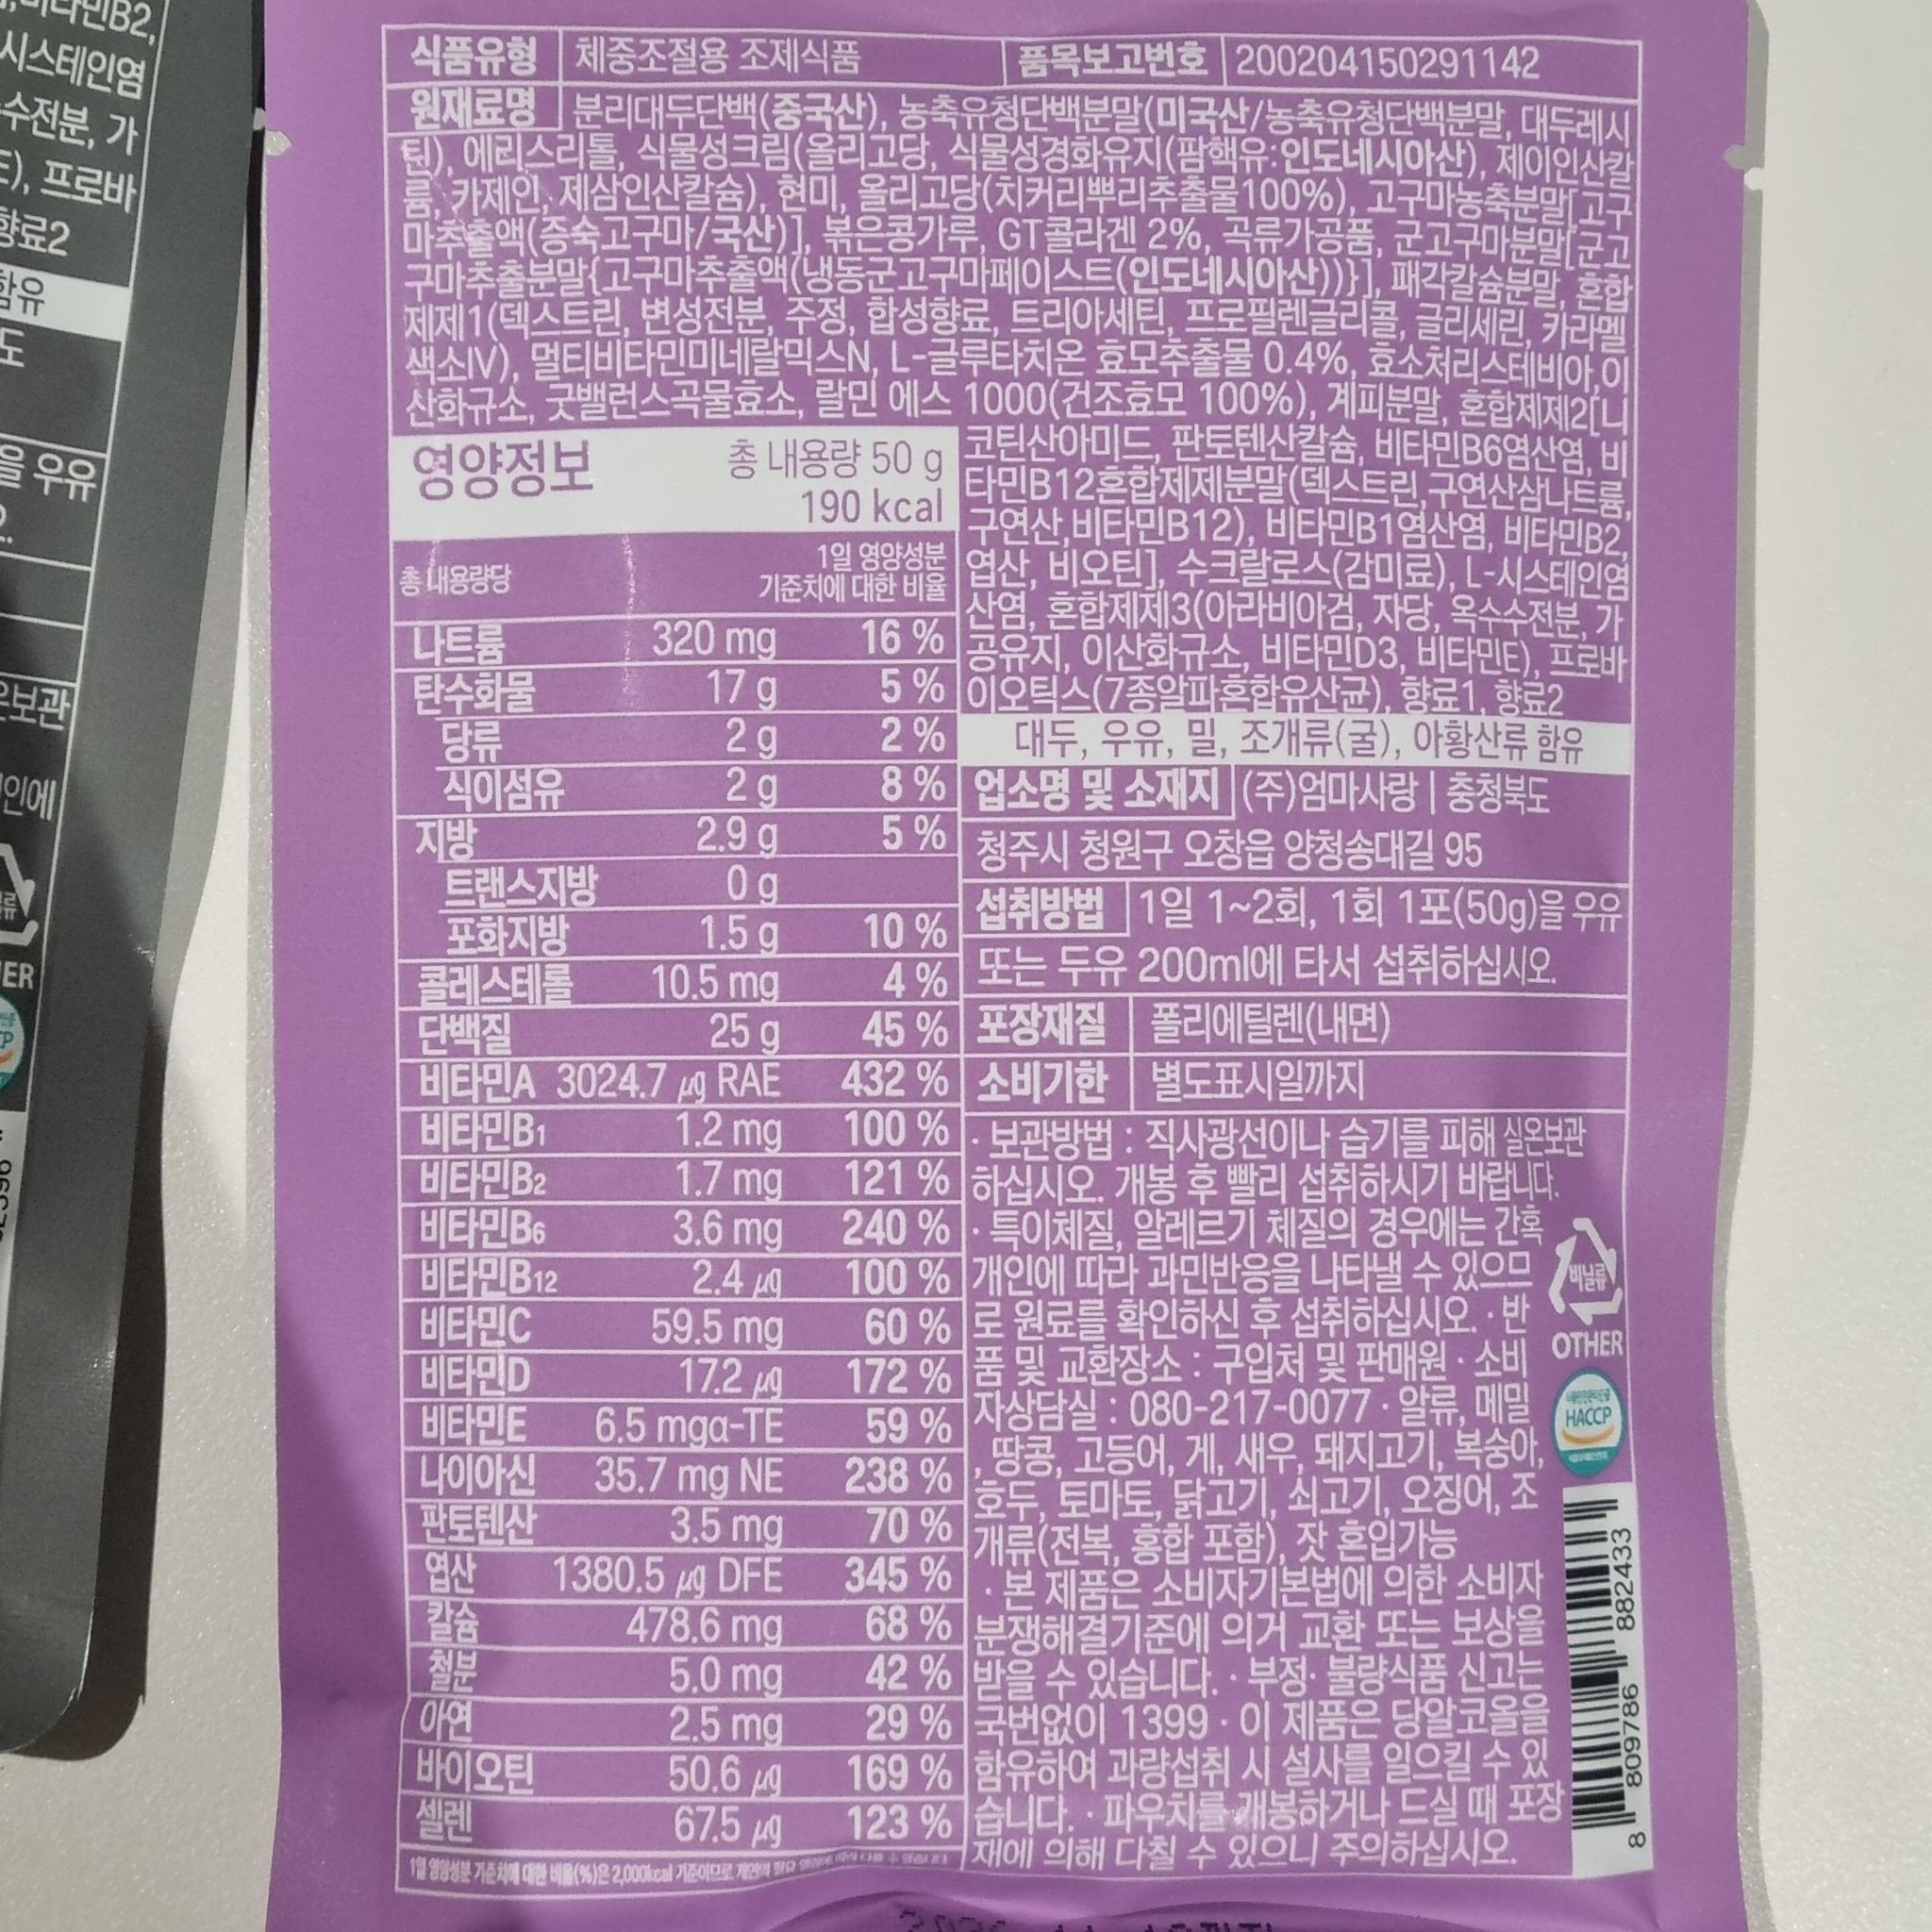 식품유형 체중조절용 조제식품 품목보고번호 200204150291142
원재료명 분리대두단백(중국산), 농축유청단백분말(미국산/농축유청단백분말, 대두레시
틴), 에리스리톨, 식물성크림(올리고당, 식물성경화유지(팜핵유:인도네시아산), 제이인산칼
륨, 카제인, 제삼인산칼슘), 현미, 올리고당(치커리뿌리추출물100%), 고구마농축분말[고구
마추출액(증숙고구마/국산)], 볶은콩가루, GT콜라겐 2%, 곡류가공품, 군고구마분말[군고
구마추출분말{고구마추출액(냉동군고구마페이스트(인도네시아산))}], 패각칼슘분말, 혼합
제제1(덱스트린, 변성전분, 주정, 합성향료, 트리아세틴, 프로필렌글리콜, 글리세린, 카라멜
색소IV), 멀티비타민미네랄믹스N, L-글루타치온 효모추출물 0.4%, 효소처리스테비아,이
산화규소, 굿밸런스곡물효소, 랄민 에스 1000(건조효모 100%), 계피분말, 혼합제제2[니
코틴산아미드, 판토텐산칼슘, 비타민B6염산염, 비
타민B12혼합제제분말(덱스트린,구연산삼나트륨,
구연산,비타민B12), 비타민B1염산염, 비타민B2,
엽산, 비오틴], 수크랄로스(감미료), L-시스테인염
산염, 혼합제제3(아라비아검, 자당, 옥수수전분, 가
공유지, 이산화규소, 비타민D3, 비타민E), 프로바
이오틱스(7종알파혼합유산균), 향료1, 향료2
대두, 우유, 밀, 조개류(굴), 아황산류 함유
업소명 및 소재지 (주)엄마사랑 | 충청북도
청주시 청원구 오창읍 양청송대길 95
섭취방법 1일 1~2회, 1회 1포(50g)을 우유
또는 두유 200ml에 타서 섭취하십시오.
포장재질 폴리에틸렌(내면)
소비기한 별도표시일까지
· 보관방법 : 직사광선이나 습기를 피해 실온보관
하십시오. 개봉 후 빨리 섭취하시기 바랍니다.
· 특이체질, 알레르기 체질의 경우에는 간혹
개인에 따라 과민반응을 나타낼 수 있으므
로 원료를 확인하신 후 섭취하십시오. · 반
품 및 교환장소 : 구입처 및 판매원 · 소비
자상담실 : 080-217-0077 · 알류, 메밀
, 땅콩, 고등어, 게, 새우, 돼지고기, 복숭아,
호두, 토마토, 닭고기, 쇠고기, 오징어, 조
개류(전복, 홍합 포함), 잣 혼입가능
· 본 제품은 소비자기본법에 의한 소비자
분쟁해결기준에 의거 교환 또는 보상을
받을 수 있습니다. · 부정· 불량식품 신고는
국번없이 1399 · 이 제품은 당알코올을
함유하여 과량섭취 시 설사를 일으킬 수 있
습니다. · 파우치를 개봉하거나 드실 때 포장
재에 의해 다칠 수 있으니 주의하십시오.
비닐류
OTHER
HACCP
8 809786 882433
영양정보 총 내용량 50 g
190 kcal
총 내용량당 1일 영양성분
기준치에 대한 비율
나트륨 320 mg 16 %
탄수화물 17 g 5 %
당류 2 g 2 %
식이섬유 2 g 8 %
지방 2.9 g 5 %
트랜스지방 0 g
포화지방 1.5 g 10 %
콜레스테롤 10.5 mg 4 %
단백질 25 g 45 %
비타민A 3024.7 μg RAE 432 %
비타민B1 1.2 mg 100 %
비타민B2 1.7 mg 121 %
비타민B6 3.6 mg 240 %
비타민B12 2.4 μg 100 %
비타민C 59.5 mg 60 %
비타민D 17.2 μg 172 %
비타민E 6.5 mgα-TE 59 %
나이아신 35.7 mg NE 238 %
판토텐산 3.5 mg 70 %
엽산 1380.5 μg DFE 345 %
칼슘 478.6 mg 68 %
철분 5.0 mg 42 %
아연 2.5 mg 29 %
바이오틴 50.6 μg 169 %
셀렌 67.5 μg 123 %
1일 영양성분 기준치에 대한 비율(%)은 2,000kcal 기준이므로 개인의 필요
시스테인염
수전분, 가
프로바
향료2
함유
도
을 우유
온보관
인에